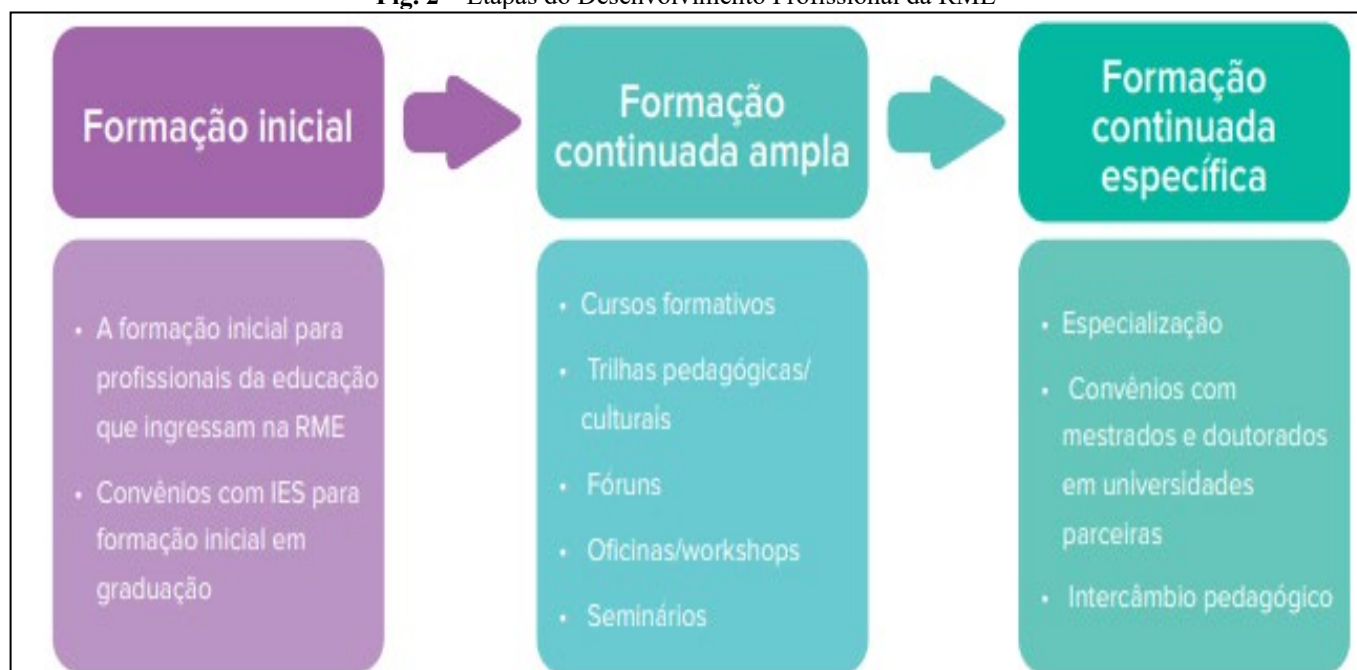 Fig. 2 – Etapas do Desenvolvimento Profissional da RME
Formação inicial
• A formação inicial para
profissionais da educação
que ingressam na RME
• Convênios com IES para
formação inicial em
graduação
Formação
continuada ampla
• Cursos formativos
• Trilhas pedagógicas/
culturais
• Fóruns
• Oficinas/workshops
• Seminários
Formação
continuada
específica
• Especialização
• Convênios com
mestrados e doutorados
em universidades
parceiras
• Intercâmbio pedagógico